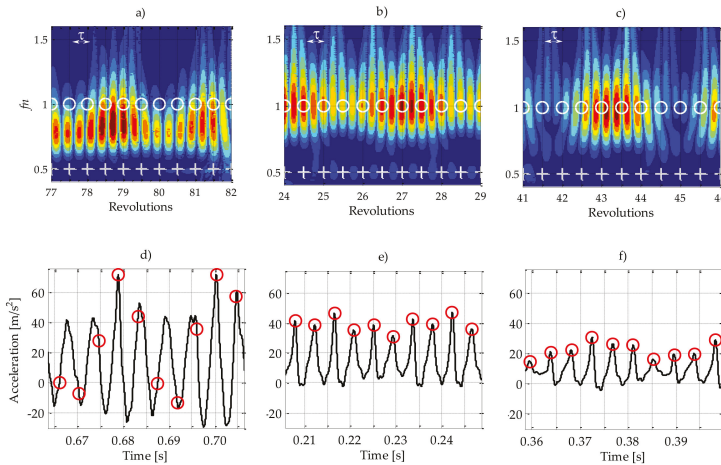 a)
b)
c)
τ
τ
τ
1.5
1
0.5
fn
77 78 79 80 81 82
Revolutions
1.5
1
0.5
24 25 26 27 28 29
Revolutions
1.5
1
0.5
41 42 43 44 45 46
Revolutions
d)
e)
f)
Acceleration [m/s²]
60
40
20
0
-20
0.67 0.68 0.69 0.70
Time [s]
60
40
20
0
-20
0.21 0.22 0.23 0.24
Time [s]
60
40
20
0
-20
0.36 0.37 0.38 0.39
Time [s]